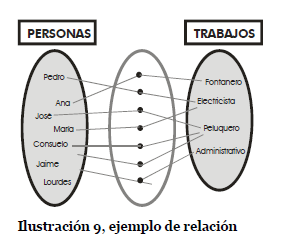 PERSONAS
TRABAJOS
Pedro
Ana
José
María
Consuelo
Jaime
Lourdes
Fontanero
Electricista
Peluquero
Administrativo
Ilustración 9, ejemplo de relación